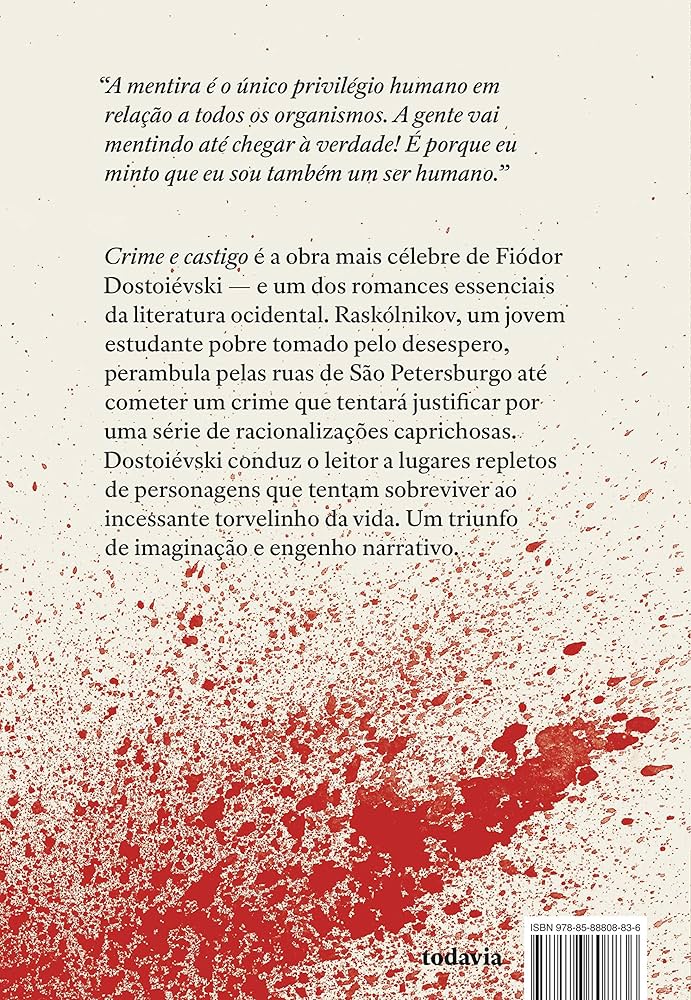 “A mentira é o único privilégio humano em
relação a todos os organismos. A gente vai
mentindo até chegar à verdade! É porque eu
minto que eu sou também um ser humano.”
Crime e castigo é a obra mais célebre de Fiódor
Dostoiévski — e um dos romances essenciais
da literatura ocidental. Raskólnikov, um jovem
estudante pobre tomado pelo desespero,
perambula pelas ruas de São Petersburgo até
cometer um crime que tentará justificar por
uma série de racionalizações caprichosas.
Dostoiévski conduz o leitor a lugares repletos
de personagens que tentam sobreviver ao
incessante torvelinho da vida. Um triunfo
de imaginação e engenho narrativo.
ISBN 978-85-88808-83-6
todavia